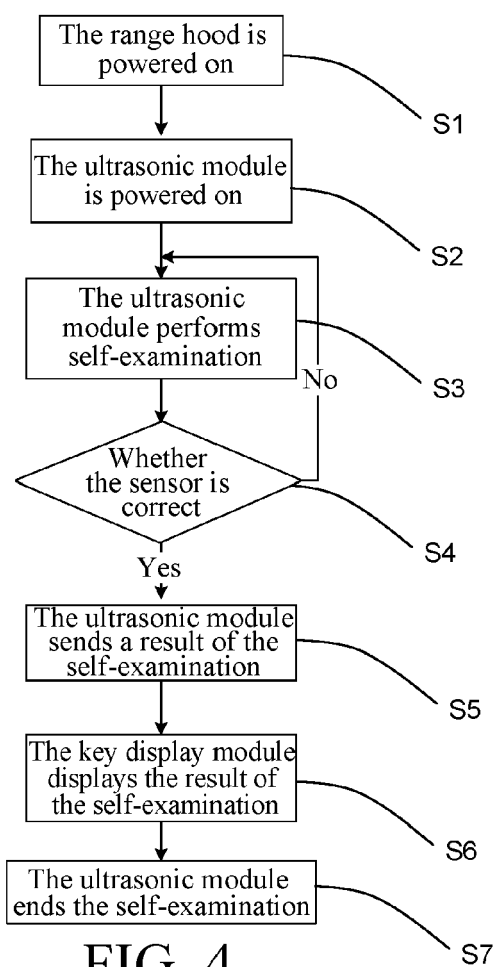 The range hood is
powered on
S1
The ultrasonic module
is powered on
S2
The ultrasonic
module performs
self-examination
No
S3
Whether
the sensor is
correct
S4
Yes
The ultrasonic module
sends a result of the
self-examination
S5
The key display module
displays the result of
the self-examination
S6
The ultrasonic module
ends the self-examination
S7
FIG. 4